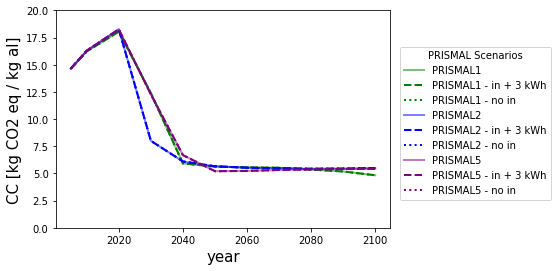 CC [kg CO2 eq / kg al]
20.0
17.5
15.0
12.5
10.0
7.5
5.0
2.5
0.0
2020
2040
2060
2080
2100
year
PRISMAL Scenarios
PRISMAL1
PRISMAL1 - in + 3 kWh
PRISMAL1 - no in
PRISMAL2
PRISMAL2 - in + 3 kWh
PRISMAL2 - no in
PRISMAL5
PRISMAL5 - in + 3 kWh
PRISMAL5 - no in